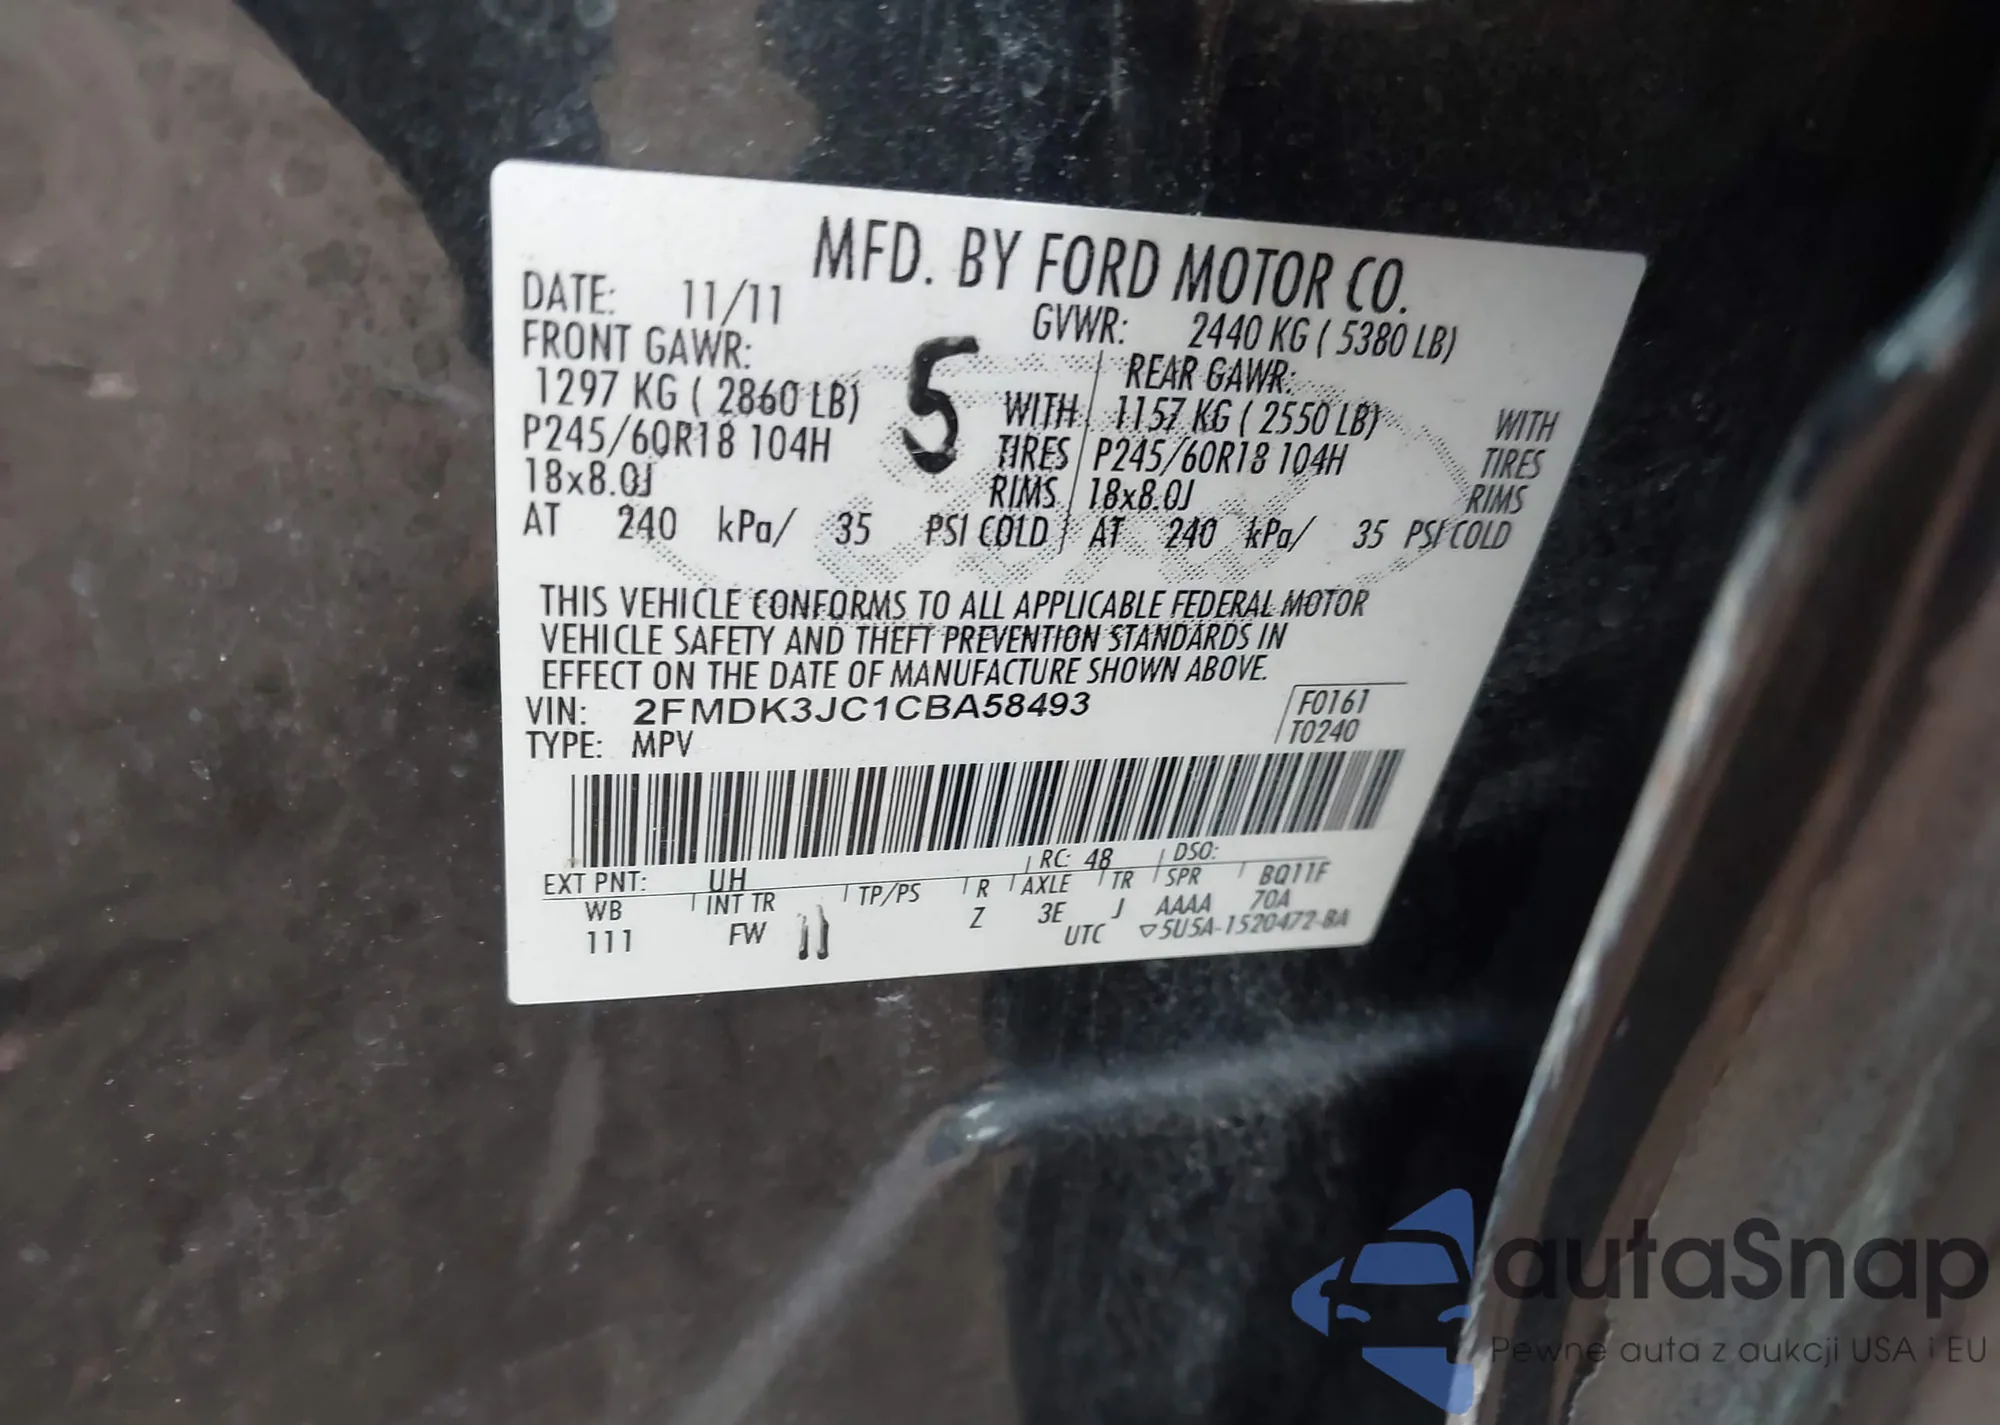 MFD. BY FORD MOTOR CO.
DATE: 11/11 GVWR: 2440 KG ( 5380 LB)
FRONT GAWR: 5 REAR GAWR:
1297 KG ( 2860 LB) WITH 1157 KG ( 2550 LB) WITH
P245/60R18 104H TIRES P245/60R18 104H TIRES
18x8.0J RIMS 18x8.0J RIMS
AT 240 kPa/ 35 PSI COLD AT 240 kPa/ 35 PSI COLD
THIS VEHICLE CONFORMS TO ALL APPLICABLE FEDERAL MOTOR
VEHICLE SAFETY AND THEFT PREVENTION STANDARDS IN
EFFECT ON THE DATE OF MANUFACTURE SHOWN ABOVE.
VIN: 2FMDK3JC1CBA58493 F0161
TYPE: MPV T0240
EXT PNT: UH RC: 48 DSO:
WB INT TR TP/PS R AXLE TR SPR BQ11F
111 FW 11 Z 3E J AAAA 70A
UTC ▽5U5A-1520472-BA
autaSnap
Pewne auta z aukcji USA i EU